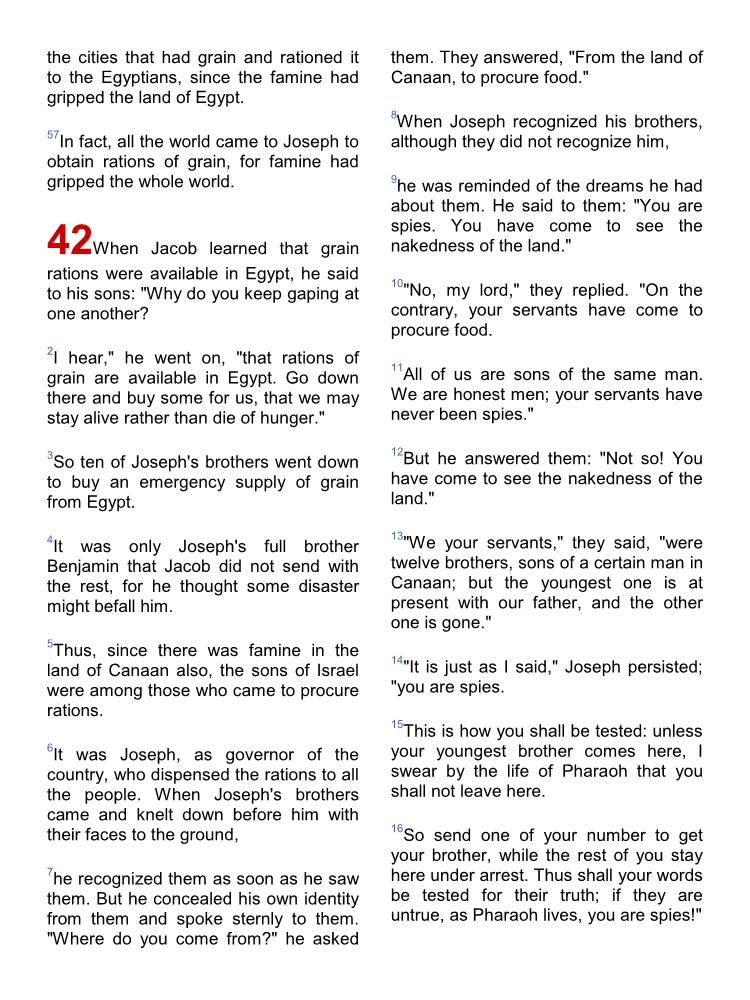 the cities that had grain and rationed it
to the Egyptians, since the famine had
gripped the land of Egypt.
57In fact, all the world came to Joseph to
obtain rations of grain, for famine had
gripped the whole world.
42When Jacob learned that grain
rations were available in Egypt, he said
to his sons: "Why do you keep gaping at
one another?
2I hear," he went on, "that rations of
grain are available in Egypt. Go down
there and buy some for us, that we may
stay alive rather than die of hunger."
3So ten of Joseph's brothers went down
to buy an emergency supply of grain
from Egypt.
4It was only Joseph's full brother
Benjamin that Jacob did not send with
the rest, for he thought some disaster
might befall him.
5Thus, since there was famine in the
land of Canaan also, the sons of Israel
were among those who came to procure
rations.
6It was Joseph, as governor of the
country, who dispensed the rations to all
the people. When Joseph's brothers
came and knelt down before him with
their faces to the ground,
7he recognized them as soon as he saw
them. But he concealed his own identity
from them and spoke sternly to them.
"Where do you come from?" he asked
them. They answered, "From the land of
Canaan, to procure food."
8When Joseph recognized his brothers,
although they did not recognize him,
9he was reminded of the dreams he had
about them. He said to them: "You are
spies. You have come to see the
nakedness of the land."
10"No, my lord," they replied. "On the
contrary, your servants have come to
procure food.
11All of us are sons of the same man.
We are honest men; your servants have
never been spies."
12But he answered them: "Not so! You
have come to see the nakedness of the
land."
13"We your servants," they said, "were
twelve brothers, sons of a certain man in
Canaan; but the youngest one is at
present with our father, and the other
one is gone."
14"It is just as I said," Joseph persisted;
"you are spies.
15This is how you shall be tested: unless
your youngest brother comes here, I
swear by the life of Pharaoh that you
shall not leave here.
16So send one of your number to get
your brother, while the rest of you stay
here under arrest. Thus shall your words
be tested for their truth; if they are
untrue, as Pharaoh lives, you are spies!"